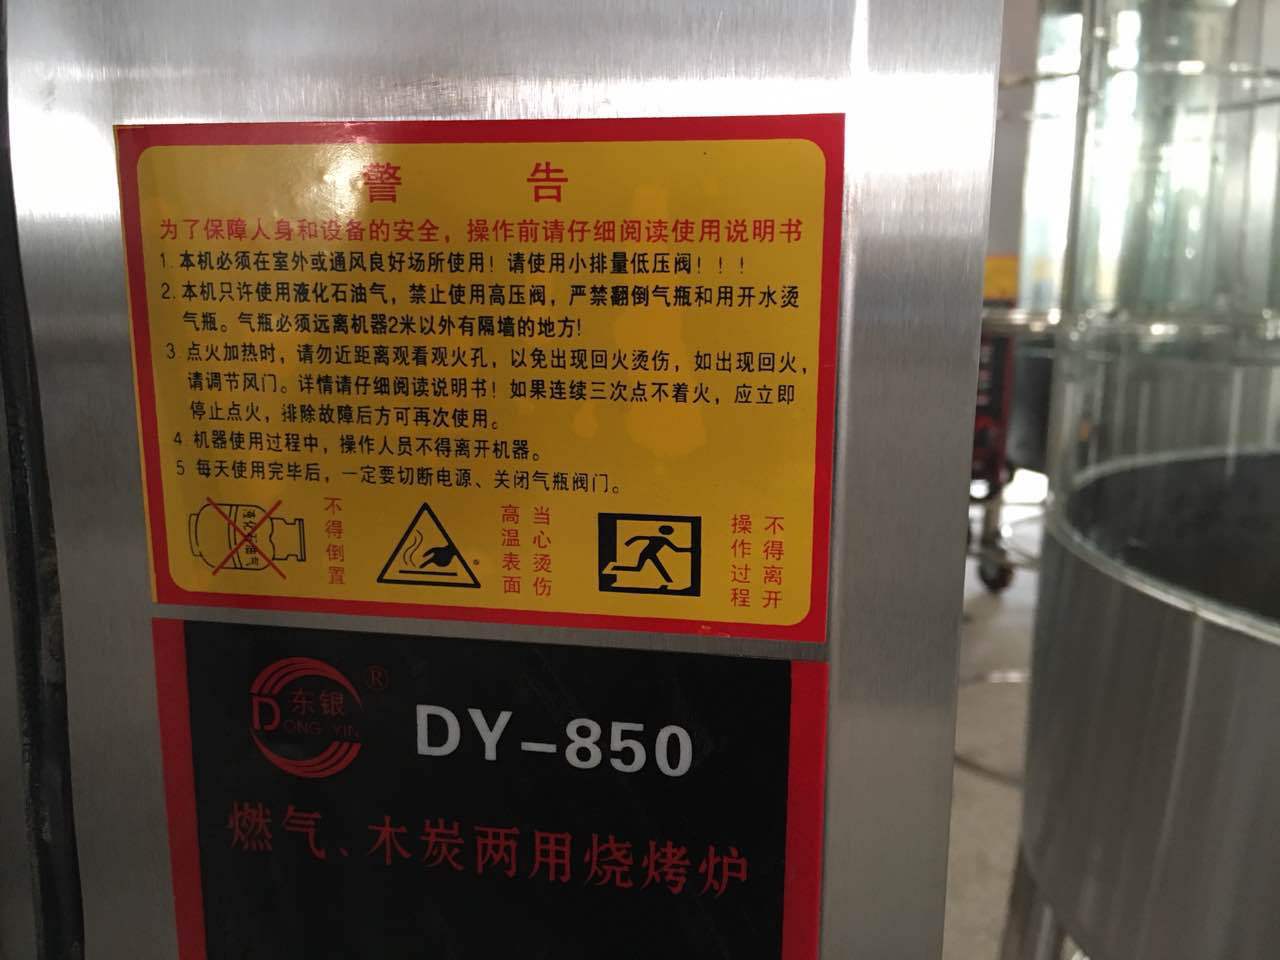 警 告
为了保障人身和设备的安全，操作前请仔细阅读使用说明书
1.本机必须在室外或通风良好场所使用！请使用小排量低压阀！！！
2.本机只许使用液化石油气，禁止使用高压阀，严禁翻倒气瓶和用开水烫
气瓶。气瓶必须远离机器2米以外有隔墙的地方!
3.点火加热时，请勿近距离观看观火孔，以免出现回火烫伤，如出现回火，
请调节风门。详情请仔细阅读说明书！如果连续三次点不着火，应立即
停止点火，排除故障后方可再次使用。
4.机器使用过程中，操作人员不得离开机器。
5 每天使用完毕后，一定要切断电源、关闭气瓶阀门。
液化石油气
不得倒置
当心烫伤
高温表面
操作过程
不得离开
东银
DONG-YIN
®
DY-850
燃气、木炭两用烧烤炉